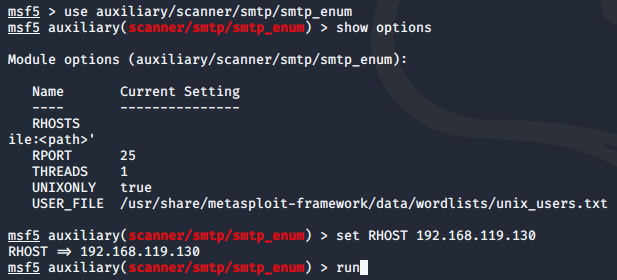 msf5 > use auxiliary/scanner/smtp/smtp_enum
msf5 auxiliary(scanner/smtp/smtp_enum) > show options
Module options (auxiliary/scanner/smtp/smtp_enum):
Name Current Setting
---- ---------------
RHOSTS
ile:<path>'
RPORT 25
THREADS 1
UNIXONLY true
USER_FILE /usr/share/metasploit-framework/data/wordlists/unix_users.txt
msf5 auxiliary(scanner/smtp/smtp_enum) > set RHOST 192.168.119.130
RHOST => 192.168.119.130
msf5 auxiliary(scanner/smtp/smtp_enum) > run